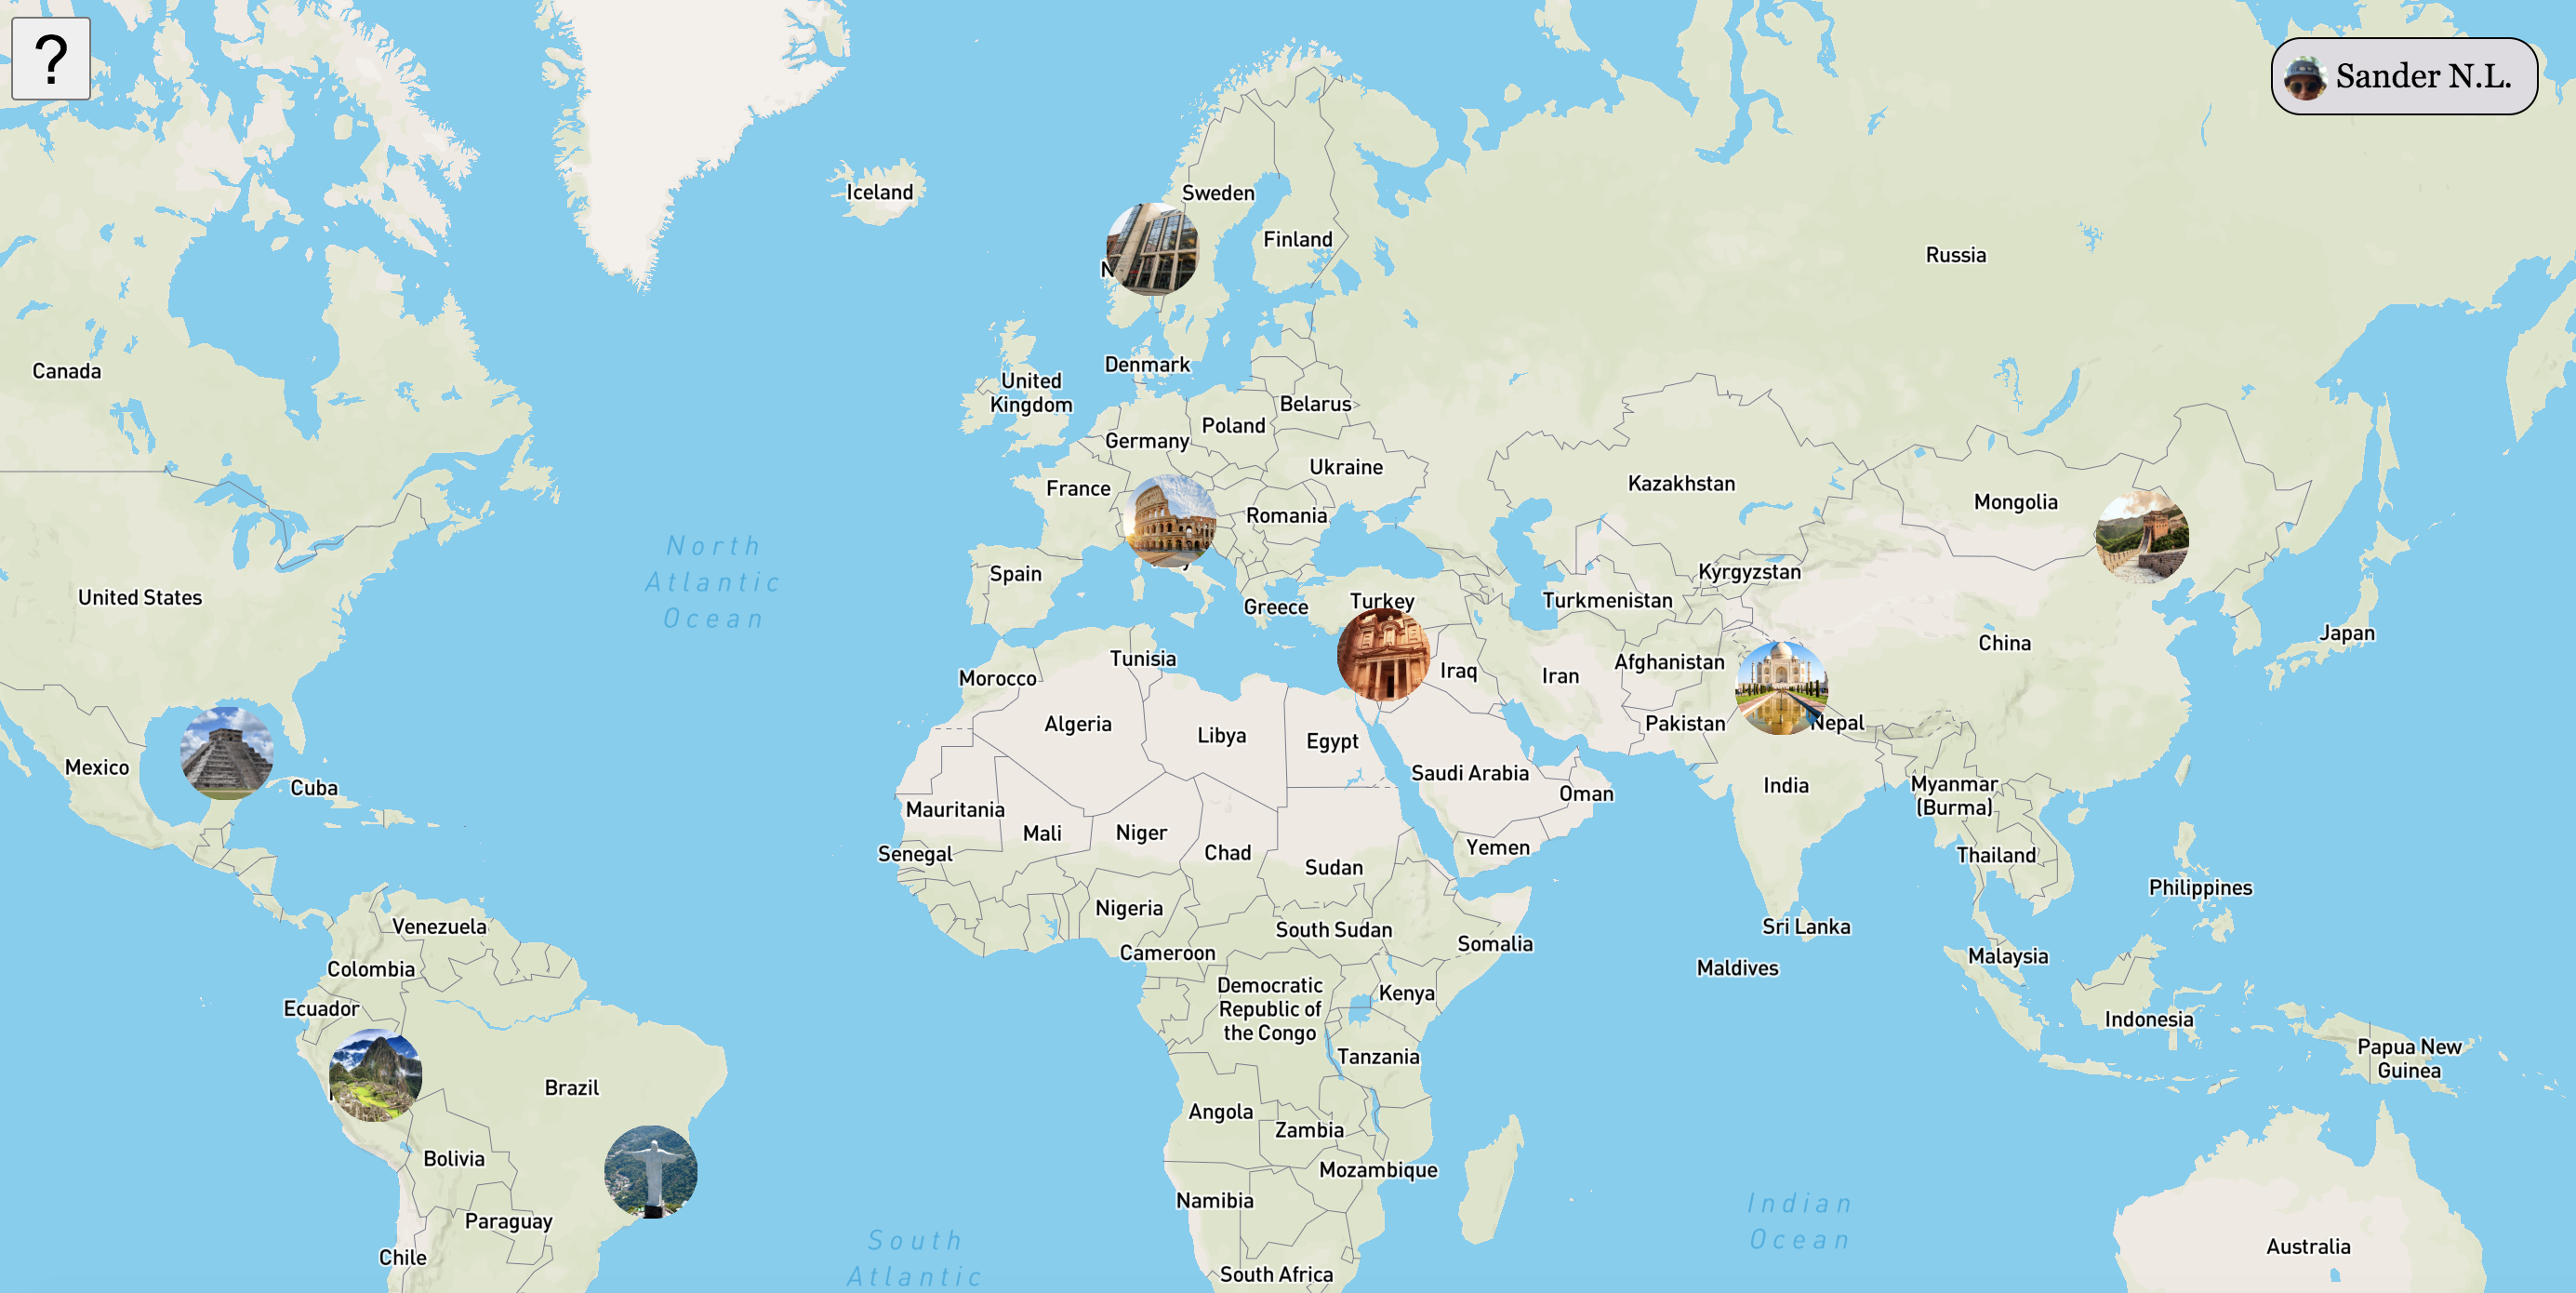 ?
Sander N.L.
Iceland
Sweden
Finland
Russia
Canada
Denmark
United
Kingdom
Belarus
Poland
Germany
Ukraine
France
Kazakhstan
Mongolia
Romania
North
Atlantic
Ocean
Spain
Kyrgyzstan
United States
Turkmenistan
Turkey
Greece
Japan
China
Tunisia
Afghanistan
Iraq
Iran
Morocco
Algeria
Pakistan
Nepal
Libya
Egypt
Mexico
Saudi Arabia
Cuba
India
Myanmar
(Burma)
Oman
Mauritania
Mali
Niger
Yemen
Senegal
Chad
Thailand
Sudan
Philippines
Nigeria
Venezuela
South Sudan
Sri Lanka
Somalia
Cameroon
Malaysia
Colombia
Maldives
Democratic
Republic of
the Congo
Kenya
Ecuador
Indonesia
Papua New
Guinea
Tanzania
Brazil
Angola
Zambia
Bolivia
Mozambique
Namibia
Indian
Ocean
Paraguay
South
Atlantic
Australia
Chile
South Africa